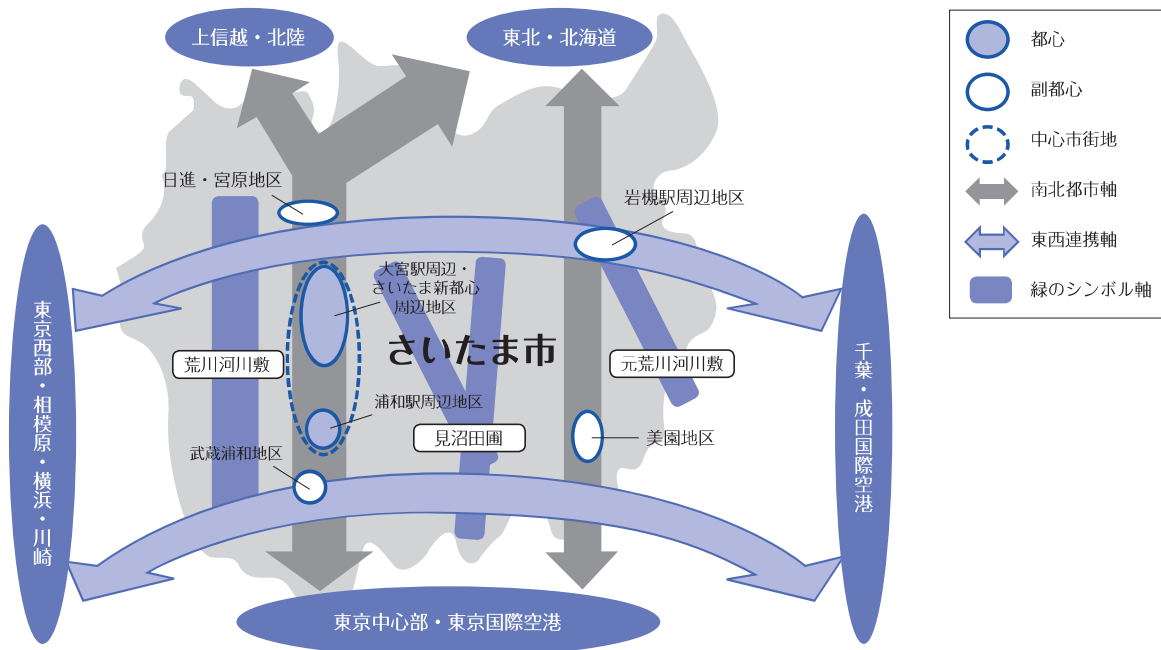 上信越・北陸
東北・北海道
日進・宮原地区
岩槻駅周辺地区
大宮駅周辺・
さいたま新都心
周辺地区
さいたま市
荒川河川敷
元荒川河川敷
浦和駅周辺地区
見沼田圃
美園地区
武蔵浦和地区
東京西部・相模原・横浜・川崎
千葉・成田国際空港
東京中心部・東京国際空港
都心
副都心
中心市街地
南北都市軸
東西連携軸
緑のシンボル軸